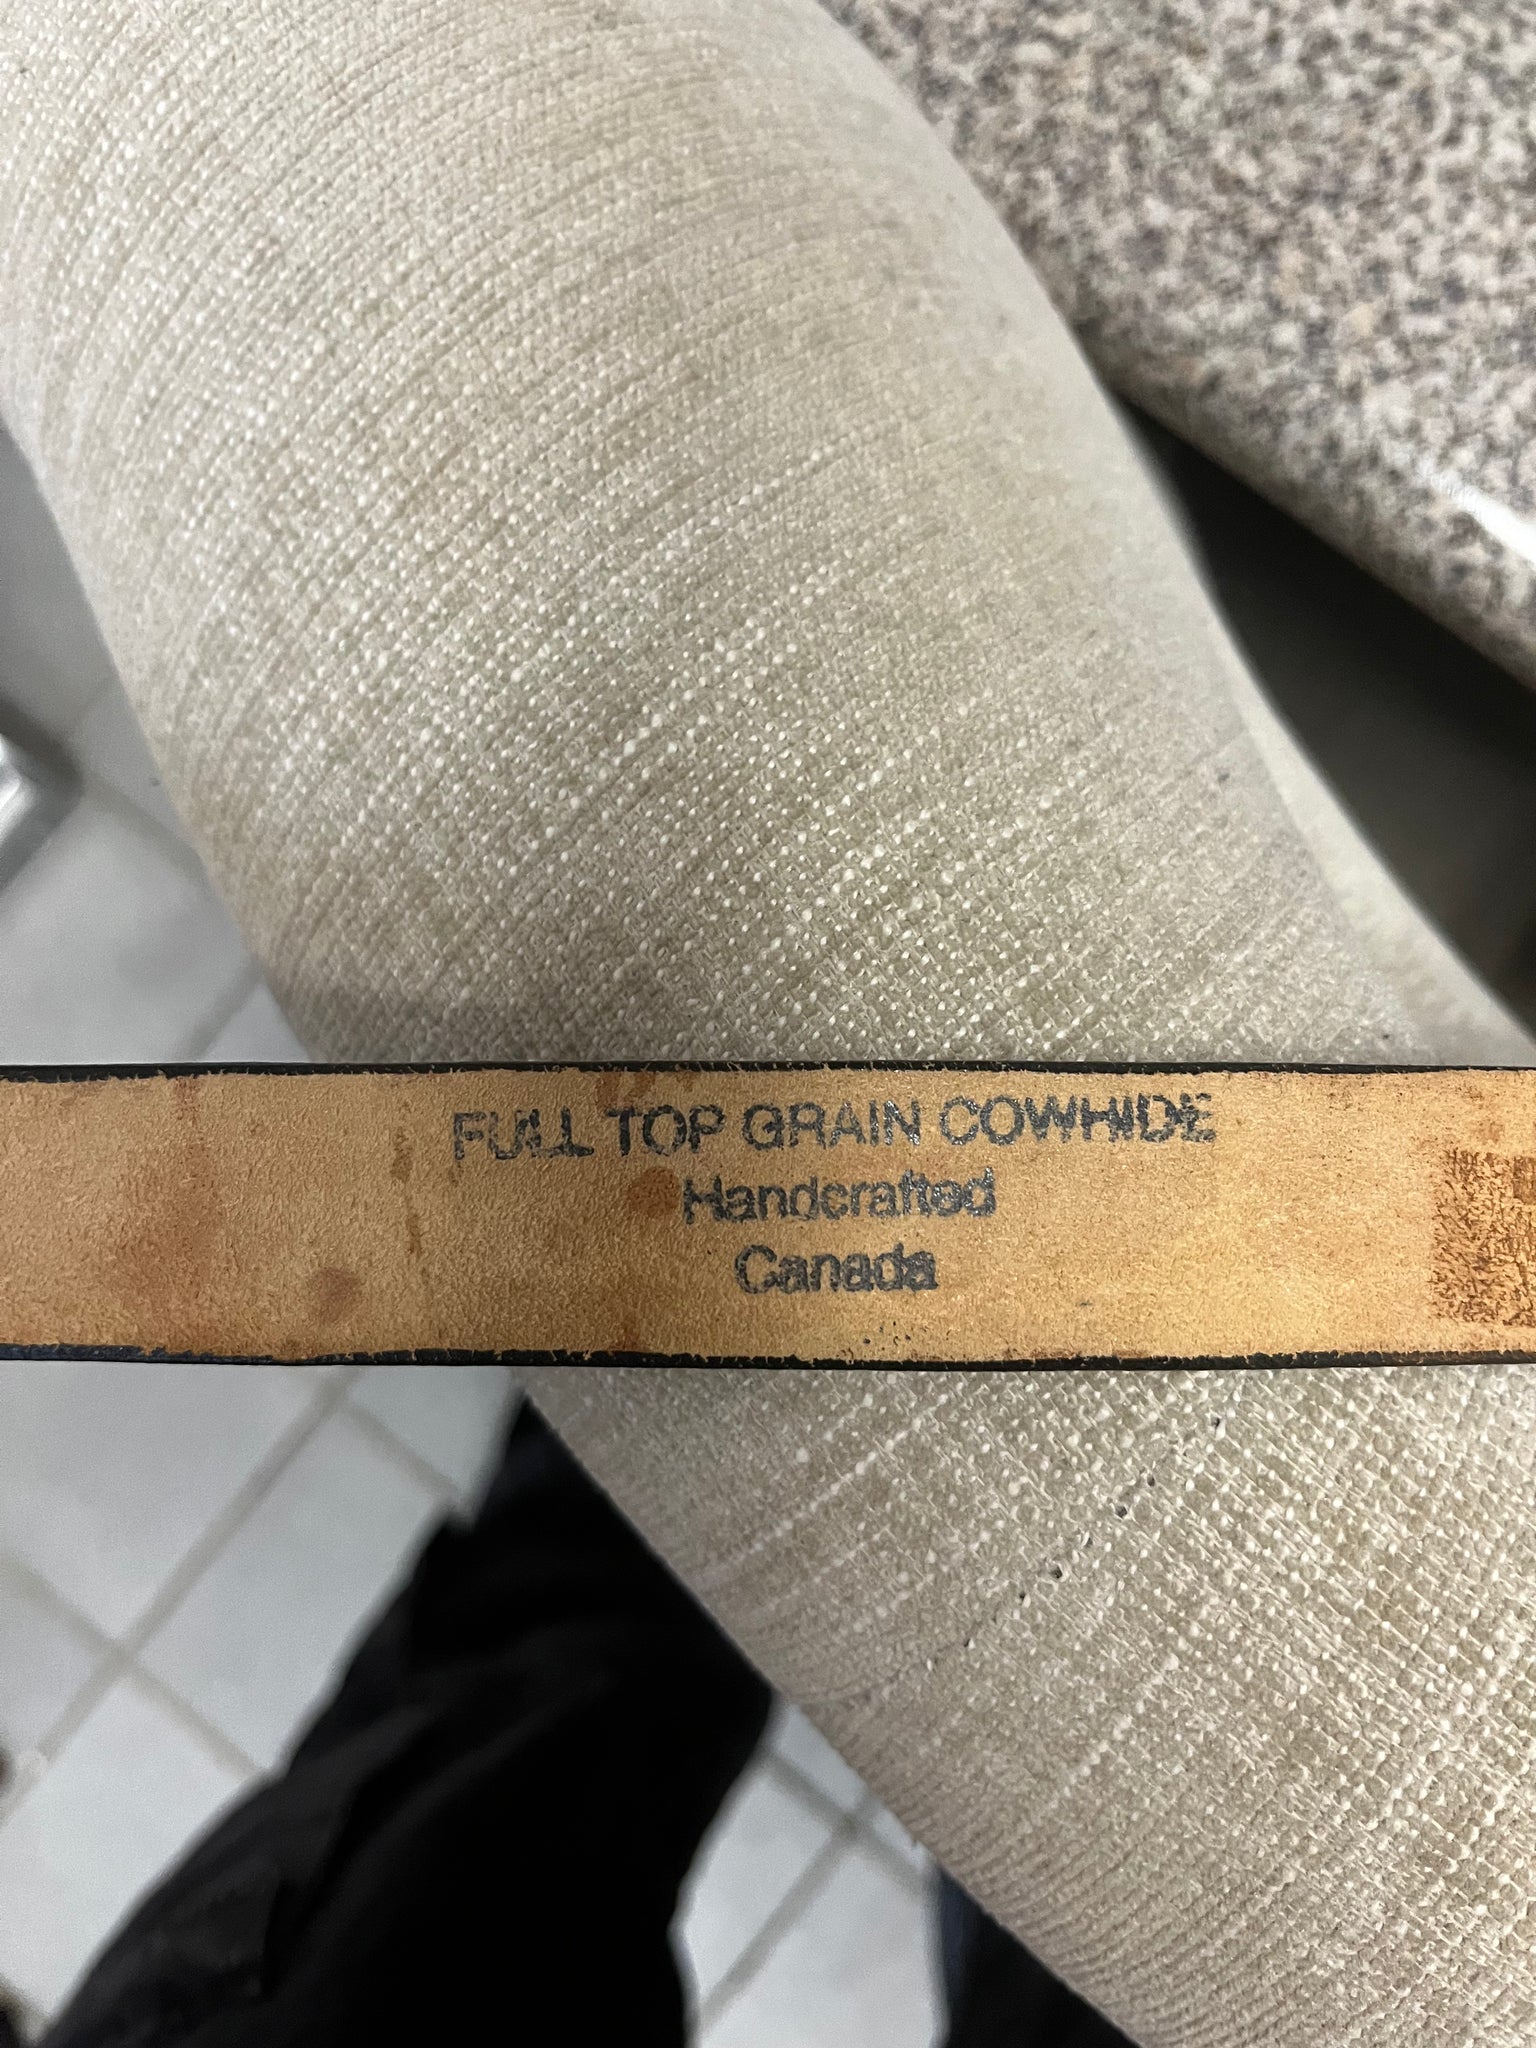 FULL TOP GRAIN COWHIDE
Handcrafted
Canada